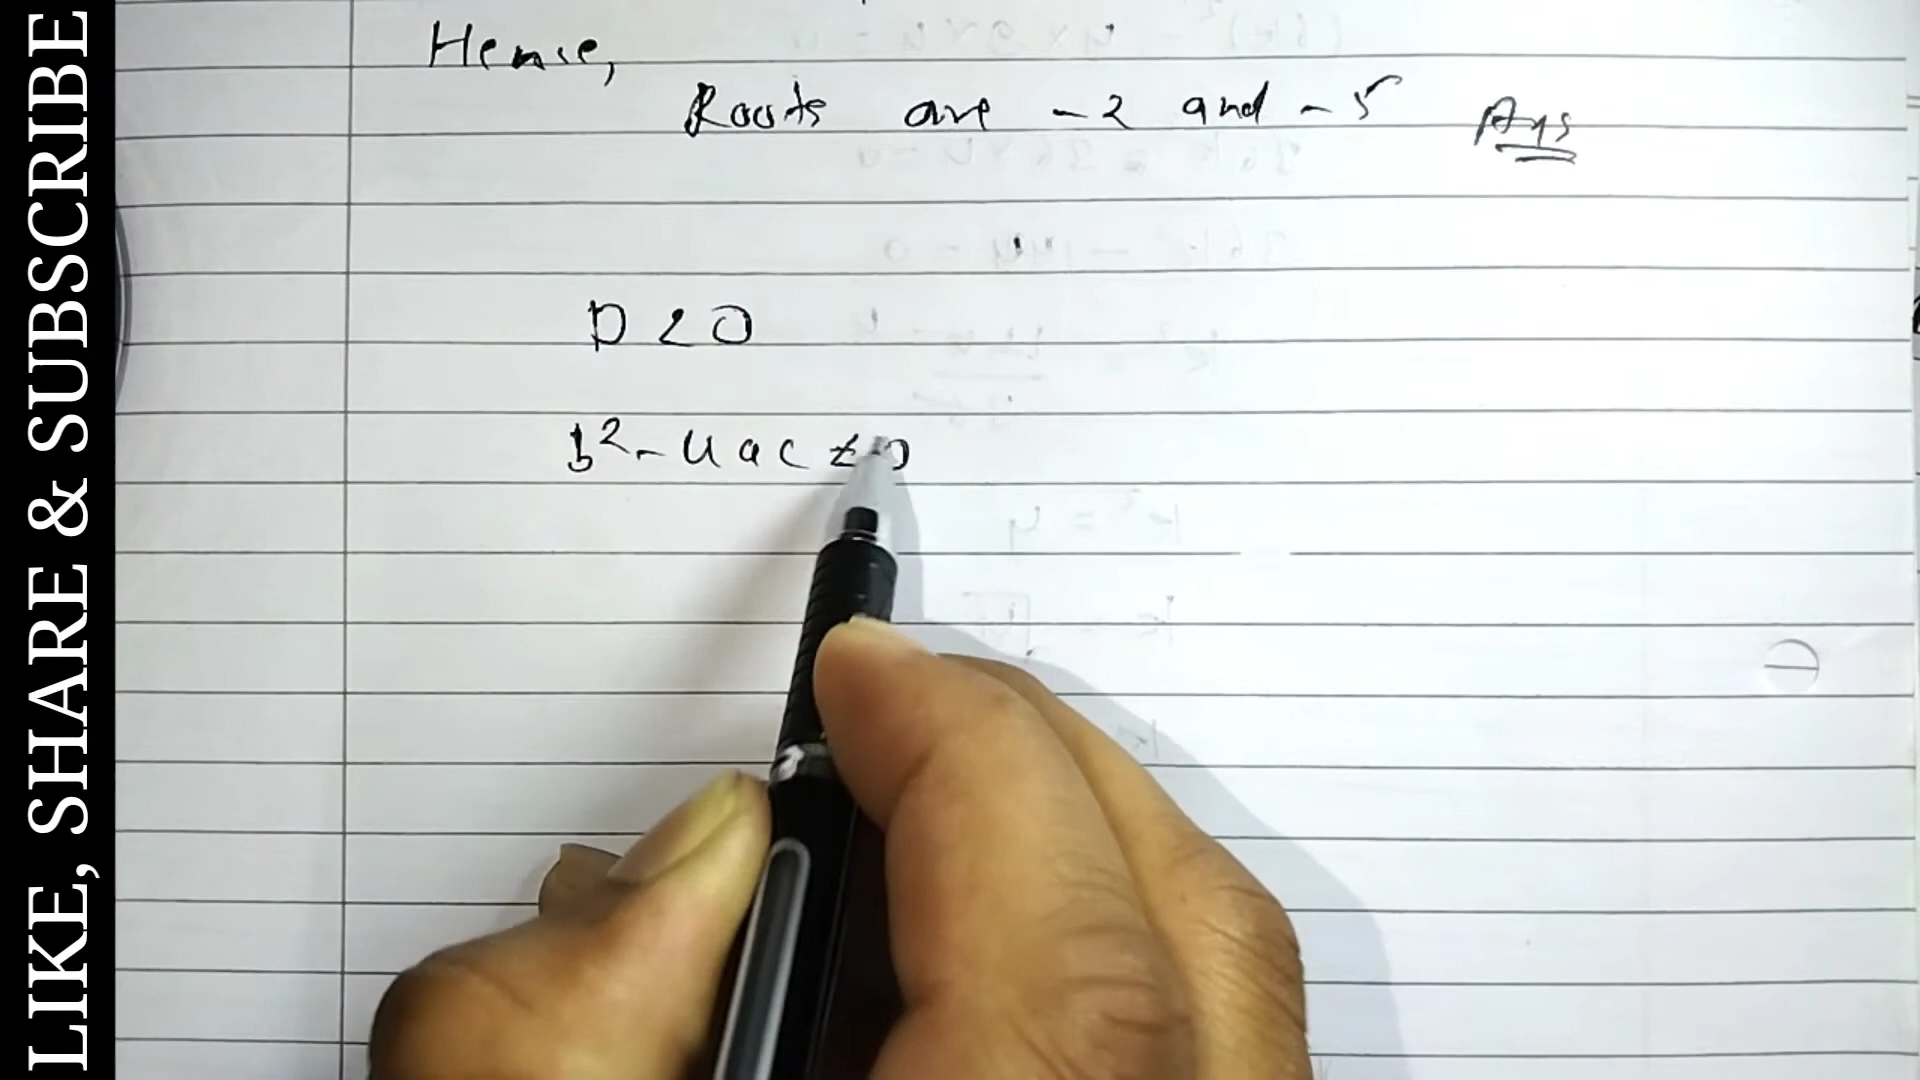 LIKE, SHARE & SUBSCRIBE
Hence,
Roots are -2 and -5 Ans
D < 0
b² - 4ac < 0